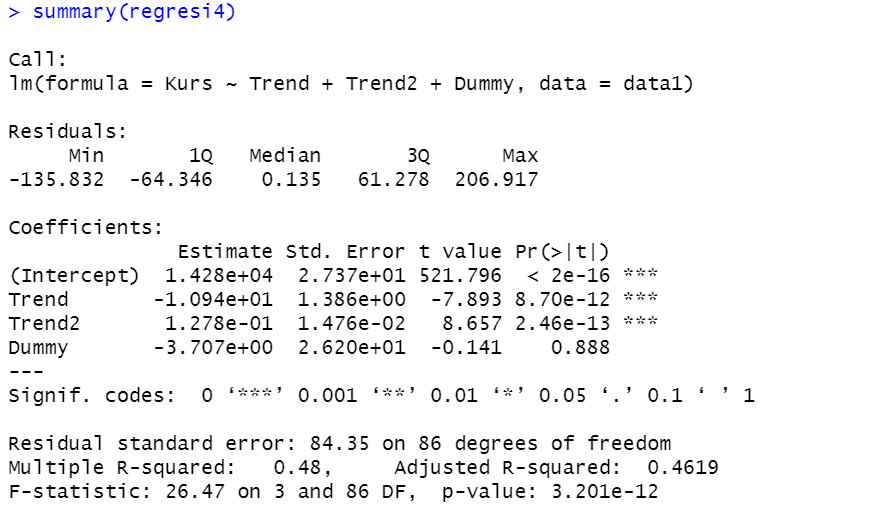 > summary(regresi4)
Call:
lm(formula = Kurs ~ Trend + Trend2 + Dummy, data = data1)
Residuals:
     Min       1Q   Median       3Q      Max
-135.832  -64.346    0.135   61.278  206.917
Coefficients:
              Estimate Std. Error t value Pr(>|t|)
(Intercept)  1.428e+04  2.737e+01 521.796  < 2e-16 ***
Trend       -1.094e+01  1.386e+00  -7.893 8.70e-12 ***
Trend2       1.278e-01  1.476e-02   8.657 2.46e-13 ***
Dummy       -3.707e+00  2.620e+01  -0.141    0.888
---
Signif. codes:  0 ‘***’ 0.001 ‘**’ 0.01 ‘*’ 0.05 ‘.’ 0.1 ‘ ’ 1
Residual standard error: 84.35 on 86 degrees of freedom
Multiple R-squared:   0.48,     Adjusted R-squared:  0.4619
F-statistic: 26.47 on 3 and 86 DF,  p-value: 3.201e-12